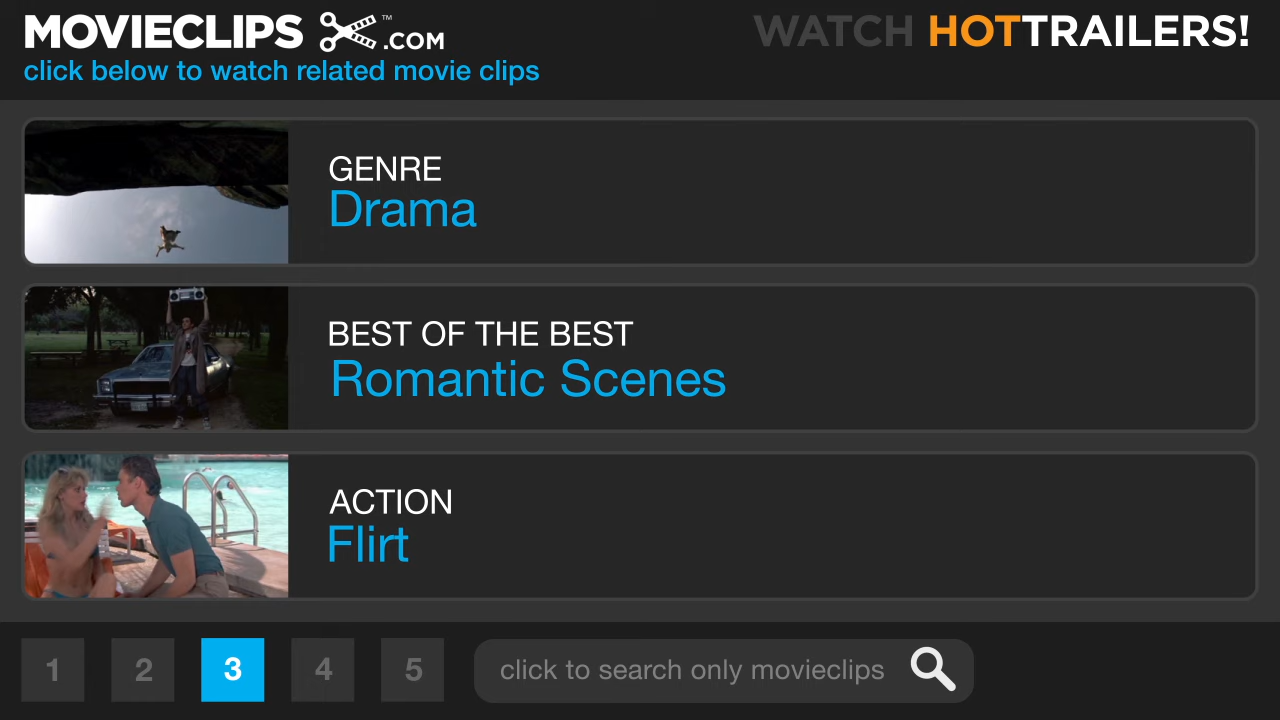 MOVIECLIPS ™ .COM
WATCH HOTTRAILERS!
click below to watch related movie clips
GENRE
Drama
BEST OF THE BEST
Romantic Scenes
ACTION
Flirt
1 2 3 4 5
click to search only movieclips